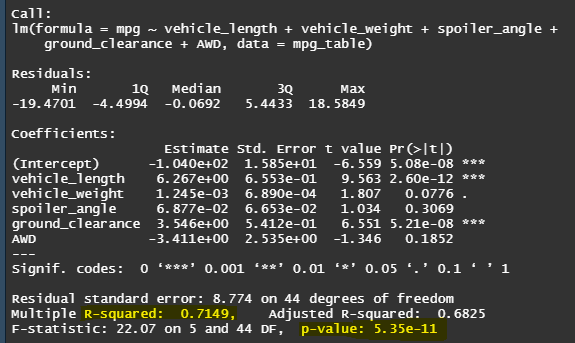 Call:
lm(formula = mpg ~ vehicle_length + vehicle_weight + spoiler_angle +
    ground_clearance + AWD, data = mpg_table)
Residuals:
     Min       1Q   Median       3Q      Max
-19.4701  -4.4994  -0.0692   5.4433  18.5849
Coefficients:
                   Estimate Std. Error t value Pr(>|t|)
(Intercept)      -1.040e+02  1.585e+01  -6.559 5.08e-08 ***
vehicle_length    6.267e+00  6.553e-01   9.563 2.60e-12 ***
vehicle_weight    1.245e-03  6.890e-04   1.807   0.0776 .
spoiler_angle     6.877e-02  6.653e-02   1.034   0.3069
ground_clearance  3.546e+00  5.412e-01   6.551 5.21e-08 ***
AWD              -3.411e+00  2.535e+00  -1.346   0.1852
---
Signif. codes:  0 ‘***’ 0.001 ‘**’ 0.01 ‘*’ 0.05 ‘.’ 0.1 ‘ ’ 1
Residual standard error: 8.774 on 44 degrees of freedom
Multiple R-squared:  0.7149,	Adjusted R-squared:  0.6825
F-statistic: 22.07 on 5 and 44 DF,  p-value: 5.35e-11